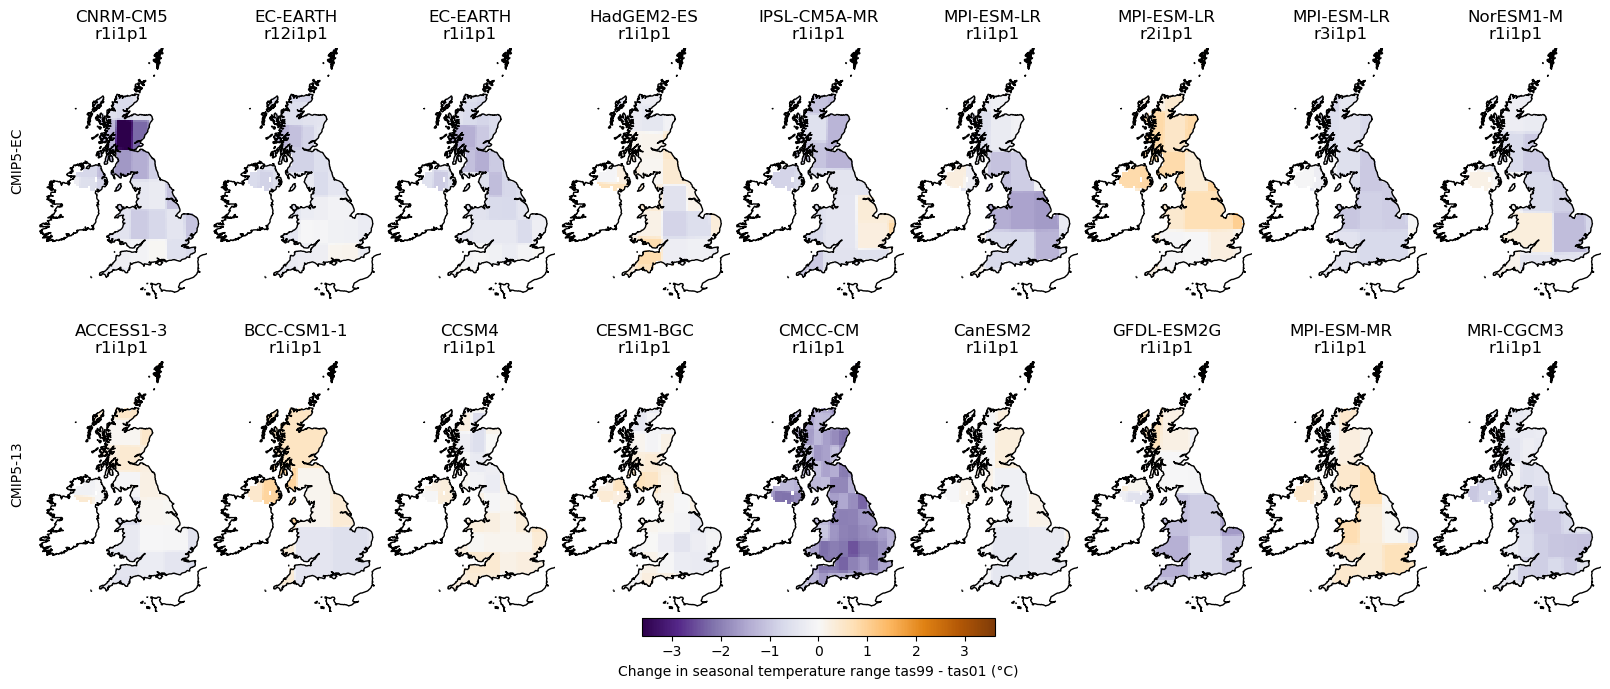 CNRM-CM5 EC-EARTH EC-EARTH HadGEM2-ES IPSL-CM5A-MR MPI-ESM-LR MPI-ESM-LR MPI-ESM-LR NorESM1-M
r1i1p1 r12i1p1 r1i1p1 r1i1p1 r1i1p1 r1i1p1 r2i1p1 r3i1p1 r1i1p1
CMIP5-EC
ACCESS1-3 BCC-CSM1-1 CCSM4 CESM1-BGC CMCC-CM CanESM2 GFDL-ESM2G MPI-ESM-MR MRI-CGCM3
r1i1p1 r1i1p1 r1i1p1 r1i1p1 r1i1p1 r1i1p1 r1i1p1 r1i1p1 r1i1p1
CMIP5-13
−3 −2 −1 0 1 2 3
Change in seasonal temperature range tas99 - tas01 (°C)